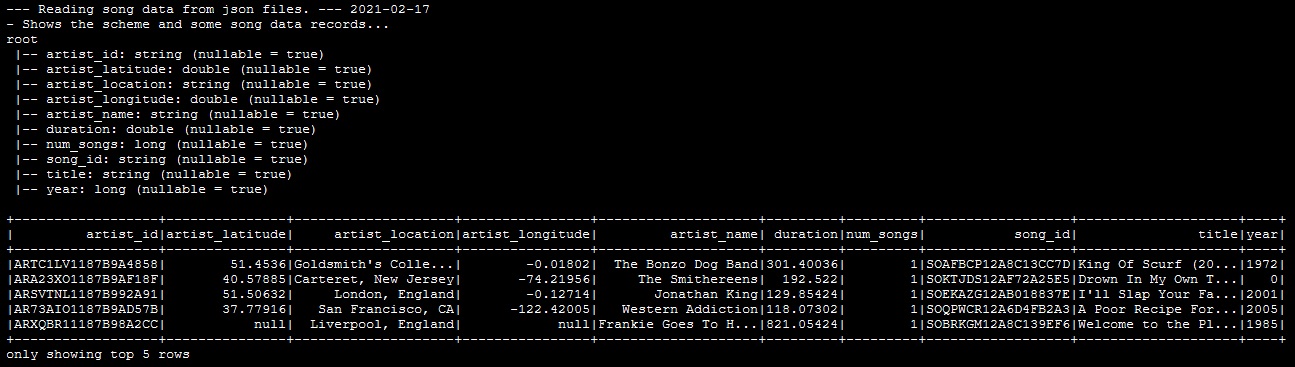 --- Reading song data from json files. --- 2021-02-17
- Shows the scheme and some song data records...
root
 |-- artist_id: string (nullable = true)
 |-- artist_latitude: double (nullable = true)
 |-- artist_location: string (nullable = true)
 |-- artist_longitude: double (nullable = true)
 |-- artist_name: string (nullable = true)
 |-- duration: double (nullable = true)
 |-- num_songs: long (nullable = true)
 |-- song_id: string (nullable = true)
 |-- title: string (nullable = true)
 |-- year: long (nullable = true)

+------------------+---------------+--------------------+----------------+--------------------+---------+---------+------------------+--------------------+----+
|         artist_id|artist_latitude|     artist_location|artist_longitude|         artist_name| duration|num_songs|           song_id|               title|year|
+------------------+---------------+--------------------+----------------+--------------------+---------+---------+------------------+--------------------+----+
|ARTC1LV1187B9A4858|        51.4536|Goldsmith's Colle...|        -0.01802|  The Bonzo Dog Band|301.40036|        1|SOAFBCP12A8C13CC7D|King Of Scurf (20...|1972|
|ARA23XO1187B9AF18F|       40.57885|Carteret, New Jersey|       -74.21956|     The Smithereens|  192.522|        1|SOKTJDS12AF72A25E5|Drown In My Own T...|   0|
|ARSVTNL1187B992A91|       51.50632|     London, England|        -0.12714|       Jonathan King|129.85424|        1|SOEKAZG12AB018837E|I'll Slap Your Fa...|2001|
|AR73AIO1187B9AD57B|       37.77916|   San Francisco, CA|      -122.42005|   Western Addiction|118.07302|        1|SOQPWCR12A6D4FB2A3|A Poor Recipe For...|2005|
|ARXQBR11187B98A2CC|           null|  Liverpool, England|            null|Frankie Goes To H...|821.05424|        1|SOBRKGM12A8C139EF6|Welcome to the Pl...|1985|
+------------------+---------------+--------------------+----------------+--------------------+---------+---------+------------------+--------------------+----+
only showing top 5 rows